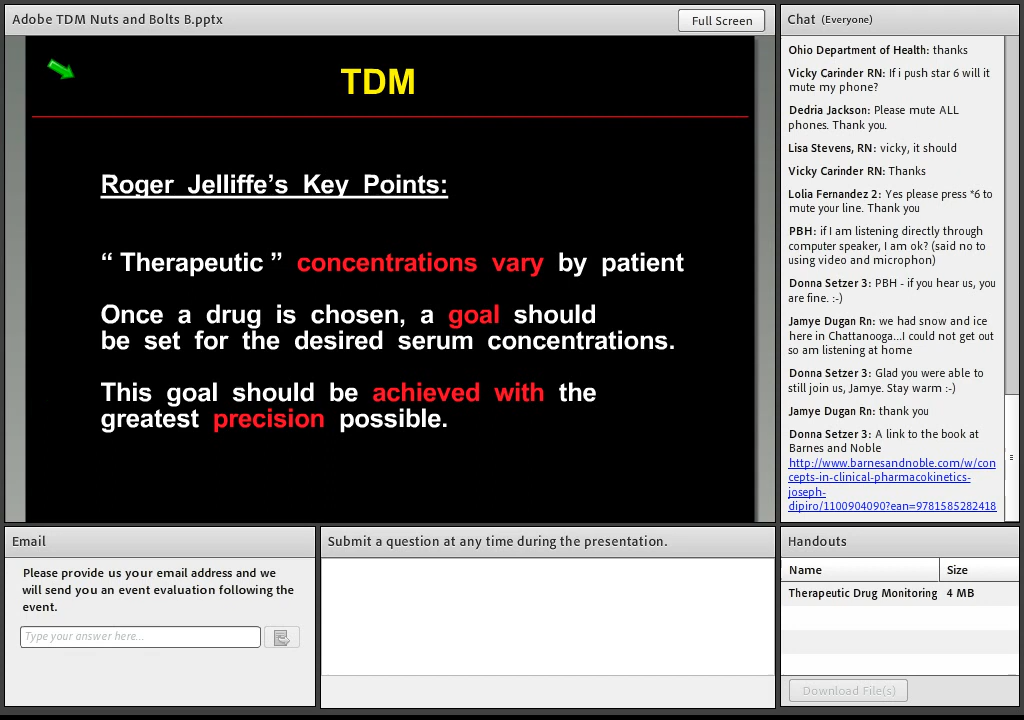 Adobe TDM Nuts and Bolts B.pptx
Full Screen
TDM
Roger Jelliffe's Key Points:
“ Therapeutic ” concentrations vary by patient
Once a drug is chosen, a goal should
be set for the desired serum concentrations.
This goal should be achieved with the
greatest precision possible.
Chat (Everyone)
Ohio Department of Health: thanks
Vicky Carinder RN: If i push star 6 will it
mute my phone?
Dedria Jackson: Please mute ALL
phones. Thank you.
Lisa Stevens, RN: vicky, it should
Vicky Carinder RN: Thanks
Lolia Fernandez 2: Yes please press *6 to
mute your line. Thank you
PBH: if I am listening directly through
computer speaker, I am ok? (said no to
using video and microphon)
Donna Setzer 3: PBH - if you hear us, you
are fine. :-)
Jamye Dugan Rn: we had snow and ice
here in Chattanooga...I could not get out
so am listening at home
Donna Setzer 3: Glad you were able to
still join us, Jamye. Stay warm :-)
Jamye Dugan Rn: thank you
Donna Setzer 3: A link to the book at
Barnes and Noble
http://www.barnesandnoble.com/w/con
cepts-in-clinical-pharmacokinetics-
joseph-
dipiro/1100904090?ean=9781585282418
Email
Please provide us your email address and we
will send you an event evaluation following the
event.
Type your answer here...
Submit a question at any time during the presentation.
Handouts
Name Size
Therapeutic Drug Monitoring 4 MB
Download File(s)